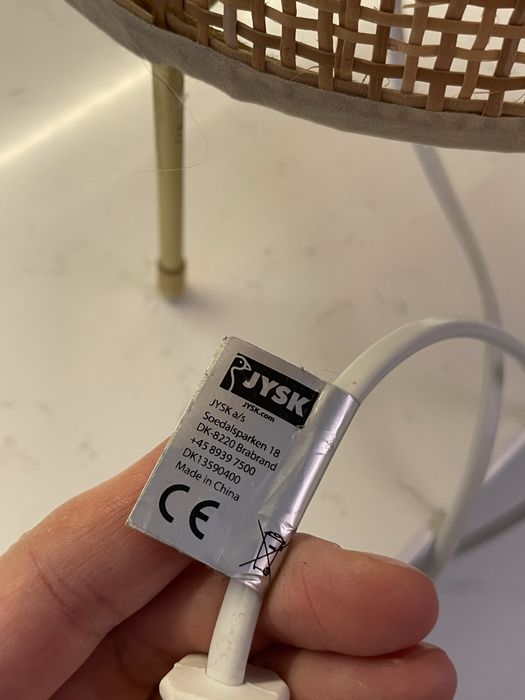 JYSK
JYSK.com
JYSK a/s
Soedalsparken 18
DK-8220 Brabrand
+45 8939 7500
DK13590400
Made in China
CE